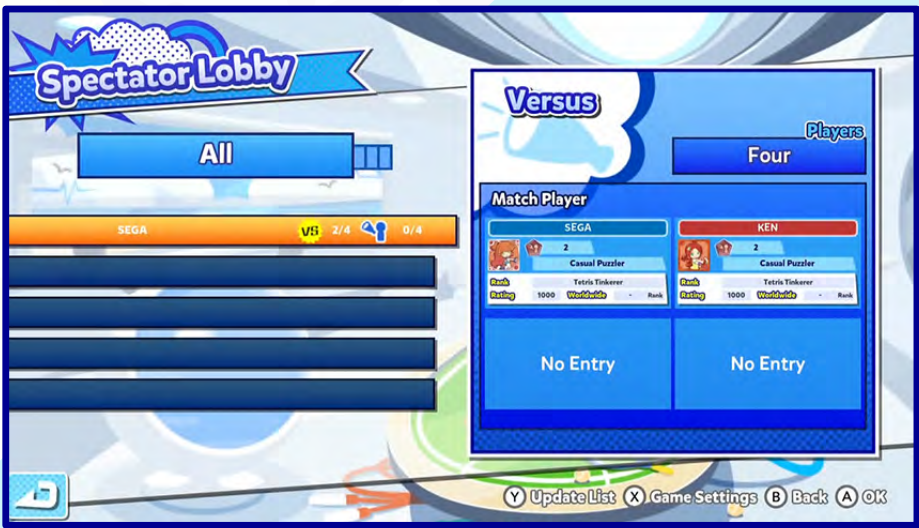 Spectator Lobby
All
SEGA VS 2/4 0/4
Versus
Players
Four
Match Player
SEGA
2
Casual Puzzler
Rank Tetris Tinkerer
Rating 1000 Worldwide - Rank
KEN
2
Casual Puzzler
Rank Tetris Tinkerer
Rating 1000 Worldwide - Rank
No Entry
No Entry
Y Update List X Game Settings B Back A OK